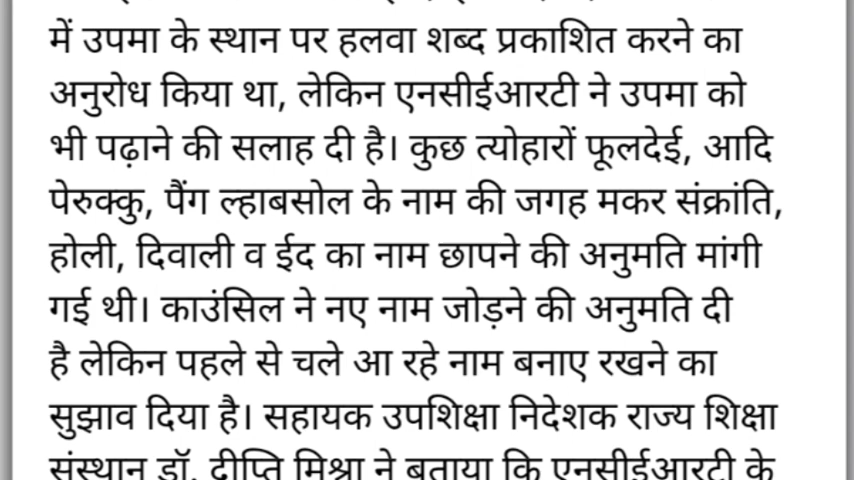 में उपमा के स्थान पर हलवा शब्द प्रकाशित करने का
अनुरोध किया था, लेकिन एनसीईआरटी ने उपमा को
भी पढ़ाने की सलाह दी है। कुछ त्योहारों फूलदेई, आदि
पेरुक्कु, पैंग ल्हाबसोल के नाम की जगह मकर संक्रांति,
होली, दिवाली व ईद का नाम छापने की अनुमति मांगी
गई थी। काउंसिल ने नए नाम जोड़ने की अनुमति दी
है लेकिन पहले से चले आ रहे नाम बनाए रखने का
सुझाव दिया है। सहायक उपशिक्षा निदेशक राज्य शिक्षा
संस्थान डॉ. दीप्ति मिश्रा ने बताया कि एनसीईआरटी के